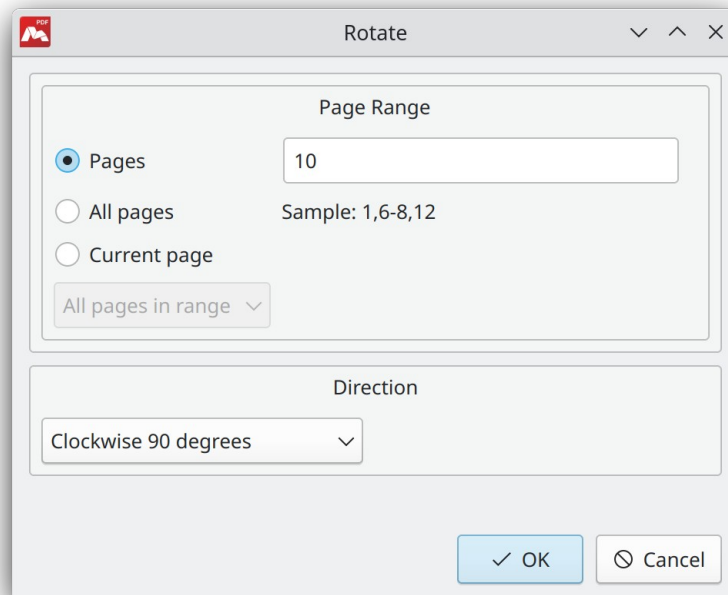 PDF
Rotate
Page Range
Pages 10
All pages Sample: 1,6-8,12
Current page
All pages in range
Direction
Clockwise 90 degrees
OK Cancel